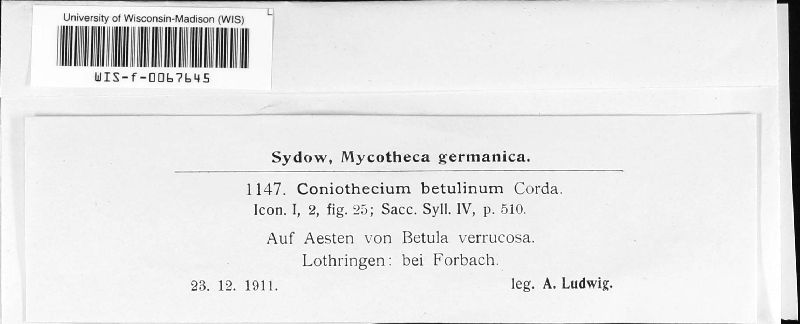 University of Wisconsin-Madison (WIS)
WIS-f-0067645
Sydow, Mycotheca germanica.
1147. Coniothecium betulinum Corda.
Icon. I, 2, fig. 25; Sacc. Syll. IV, p. 510.
Auf Aesten von Betula verrucosa.
Lothringen: bei Forbach.
23. 12. 1911. leg. A. Ludwig.